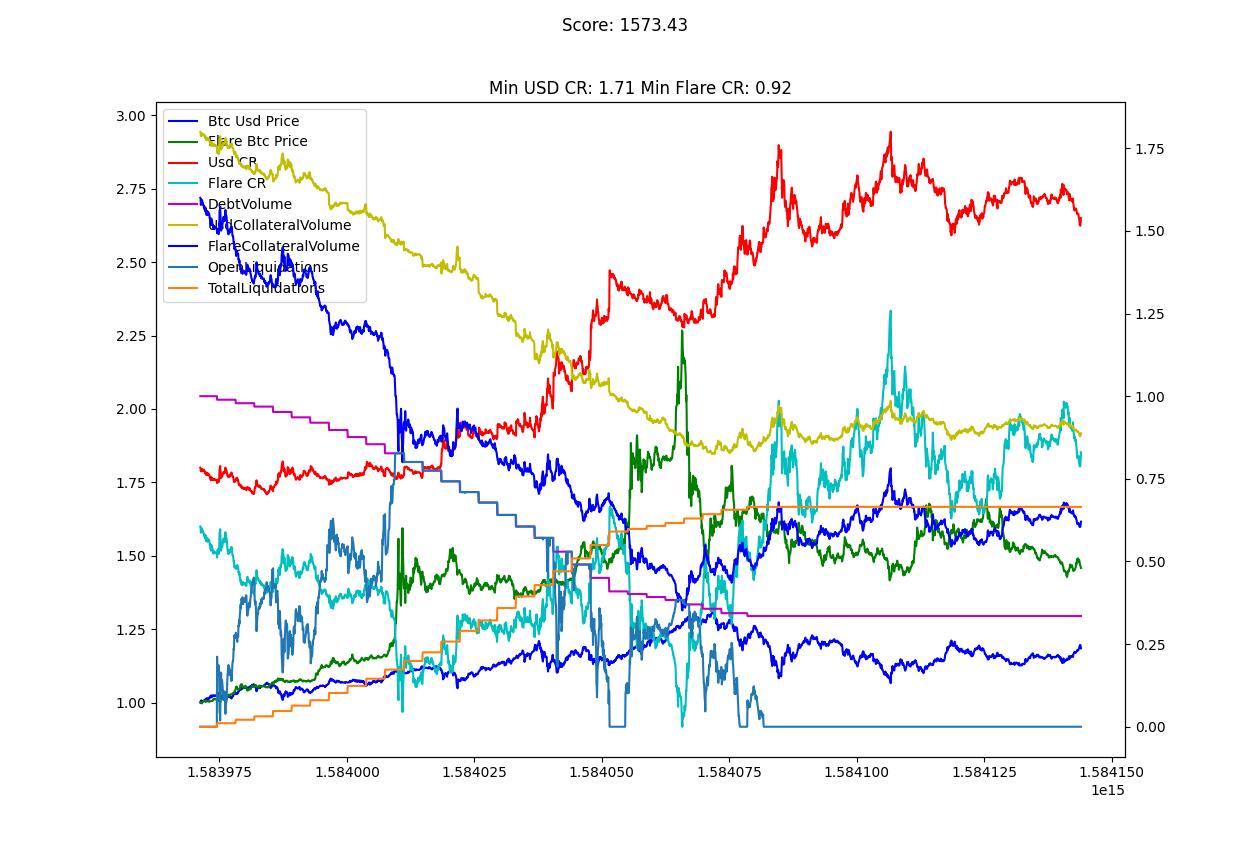 Score: 1573.43
Min USD CR: 1.71 Min Flare CR: 0.92
3.00
2.75
2.50
2.25
2.00
1.75
1.50
1.25
1.00
Btc Usd Price
Flare Btc Price
Usd CR
Flare CR
DebtVolume
UsdCollateralVolume
FlareCollateralVolume
OpenLiquidations
TotalLiquidations
1.75
1.50
1.25
1.00
0.75
0.50
0.25
0.00
1.583975 1.584000 1.584025 1.584050 1.584075 1.584100 1.584125 1.584150
1e15